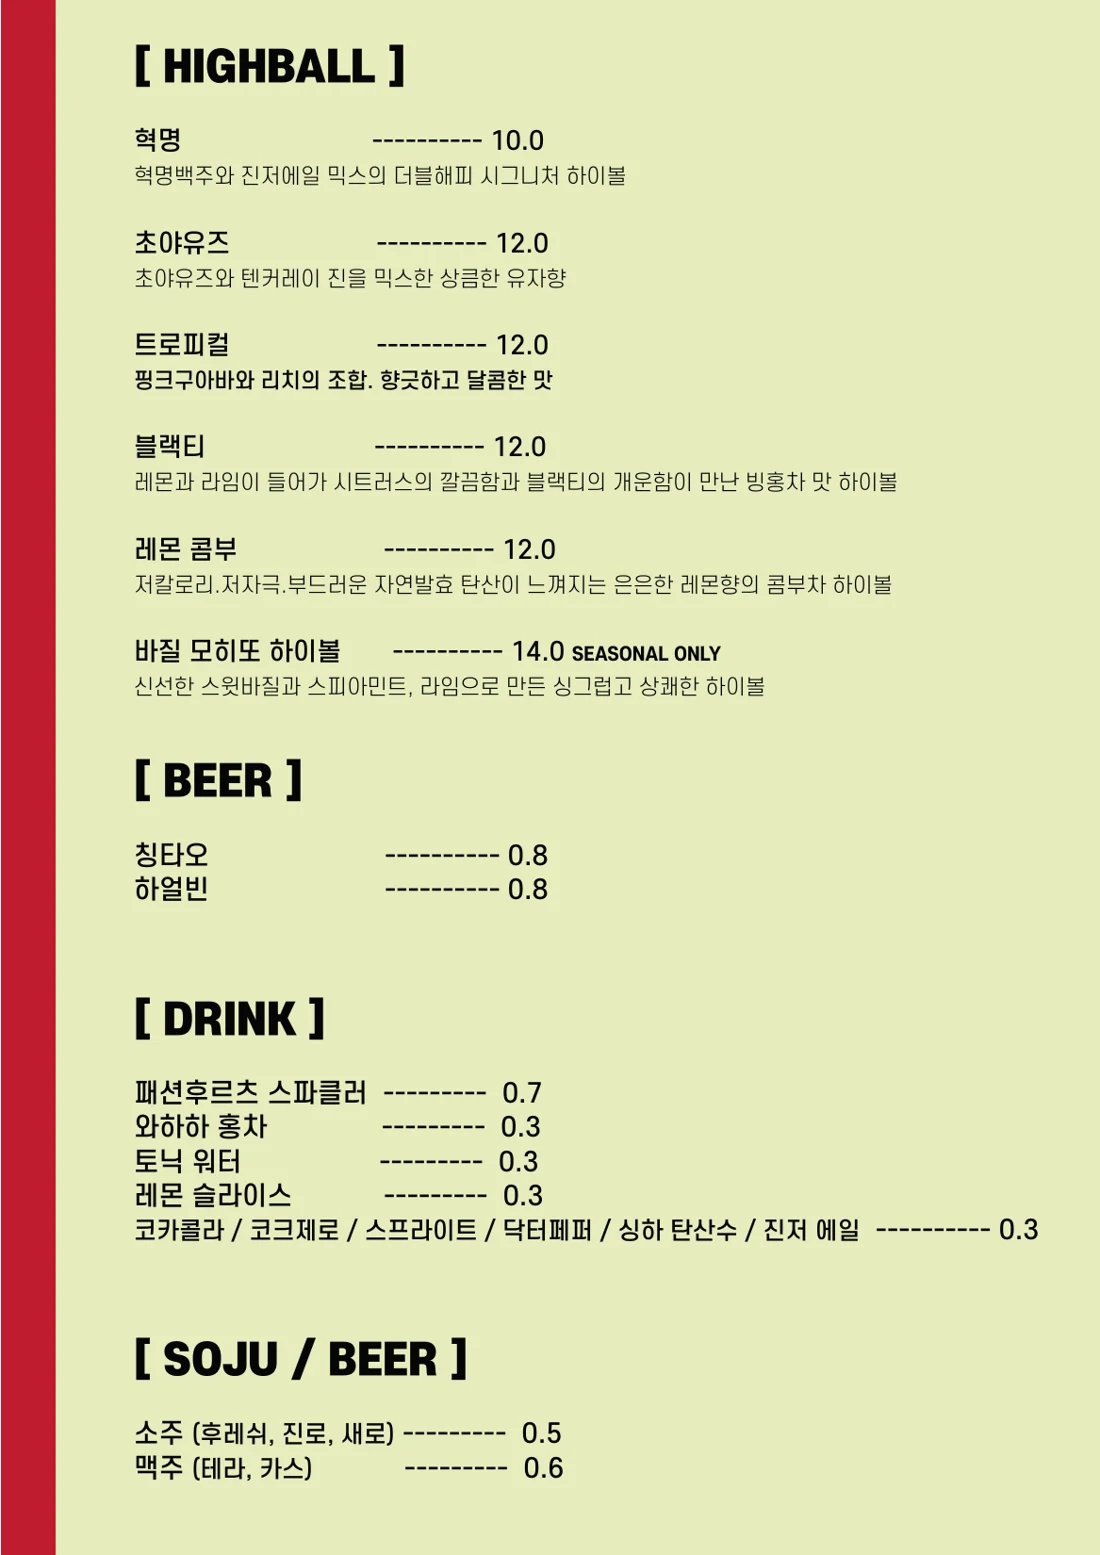 [ HIGHBALL ]
혁명 ---------- 10.0
혁명백주와 진저에일 믹스의 더블해피 시그니처 하이볼
초야유즈 ---------- 12.0
초야유즈와 텐커레이 진을 믹스한 상큼한 유자향
트로피컬 ---------- 12.0
핑크구아바와 리치의 조합. 향긋하고 달콤한 맛
블랙티 ---------- 12.0
레몬과 라임이 들어가 시트러스의 깔끔함과 블랙티의 개운함이 만난 빙홍차 맛 하이볼
레몬 콤부 ---------- 12.0
저칼로리.저자극.부드러운 자연발효 탄산이 느껴지는 은은한 레몬향의 콤부차 하이볼
바질 모히또 하이볼 ---------- 14.0 SEASONAL ONLY
신선한 스윗바질과 스피아민트, 라임으로 만든 싱그럽고 상쾌한 하이볼
[ BEER ]
칭타오 ---------- 0.8
하얼빈 ---------- 0.8
[ DRINK ]
패션후르츠 스파클러 --------- 0.7
와하하 홍차 --------- 0.3
토닉 워터 --------- 0.3
레몬 슬라이스 --------- 0.3
코카콜라 / 코크제로 / 스프라이트 / 닥터페퍼 / 싱하 탄산수 / 진저 에일 ---------- 0.3
[ SOJU / BEER ]
소주 (후레쉬, 진로, 새로) --------- 0.5
맥주 (테라, 카스) --------- 0.6